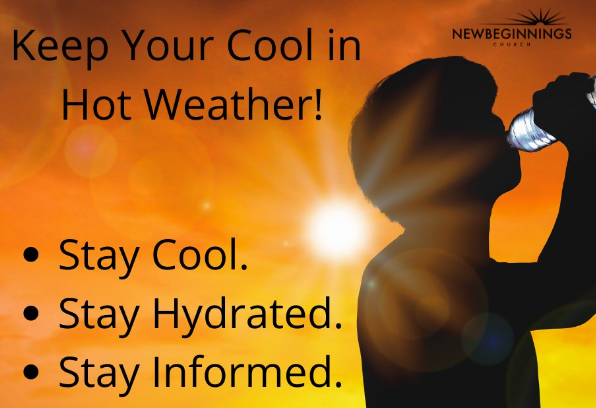 Keep Your Cool in
Hot Weather!
NEWBEGINNINGS
CHURCH
• Stay Cool.
• Stay Hydrated.
• Stay Informed.